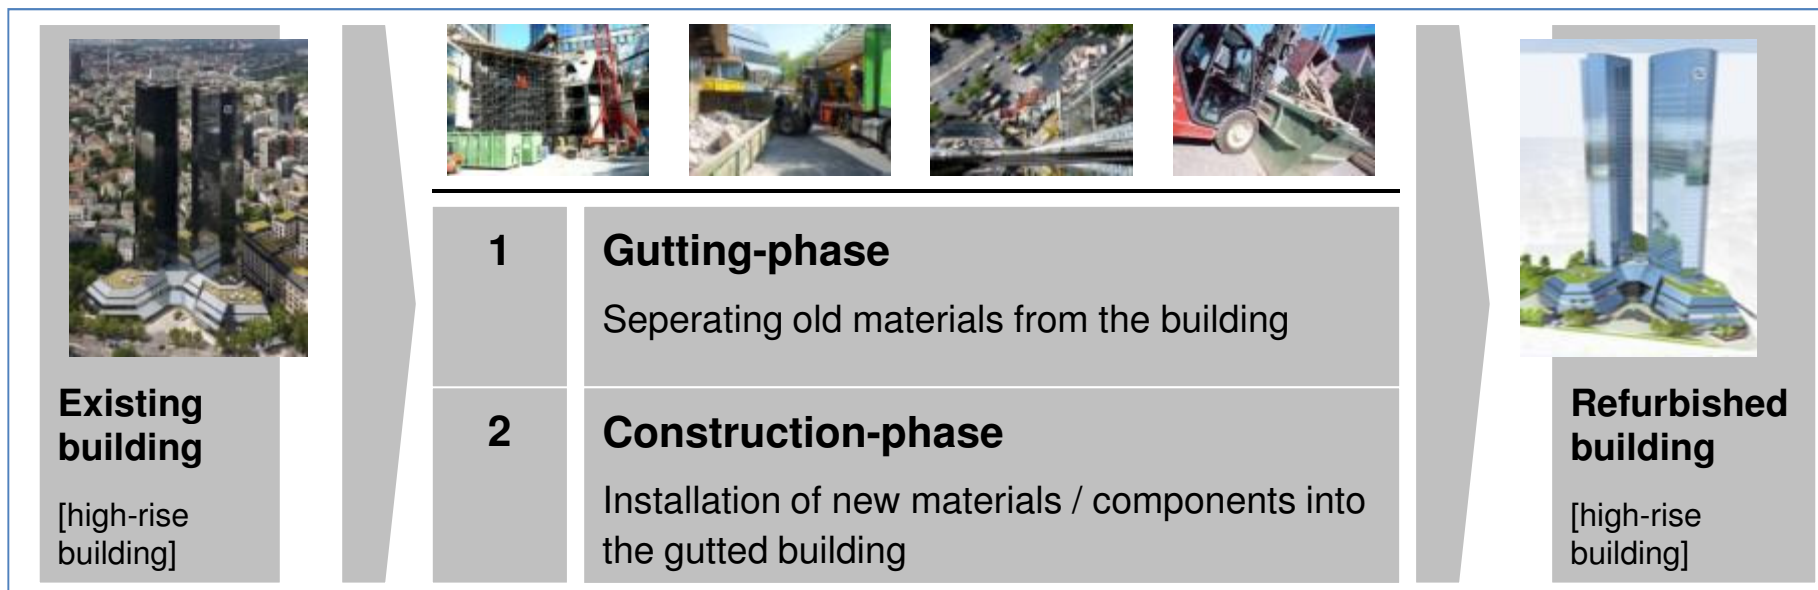 Existing
building
[high-rise
building]
1
Gutting-phase
Seperating old materials from the building
2
Construction-phase
Installation of new materials / components into
the gutted building
Refurbished
building
[high-rise
building]